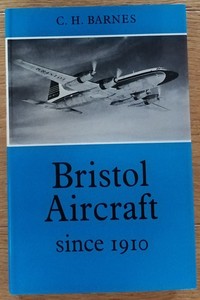 C. H. BARNES
Bristol
Aircraft
since 1910